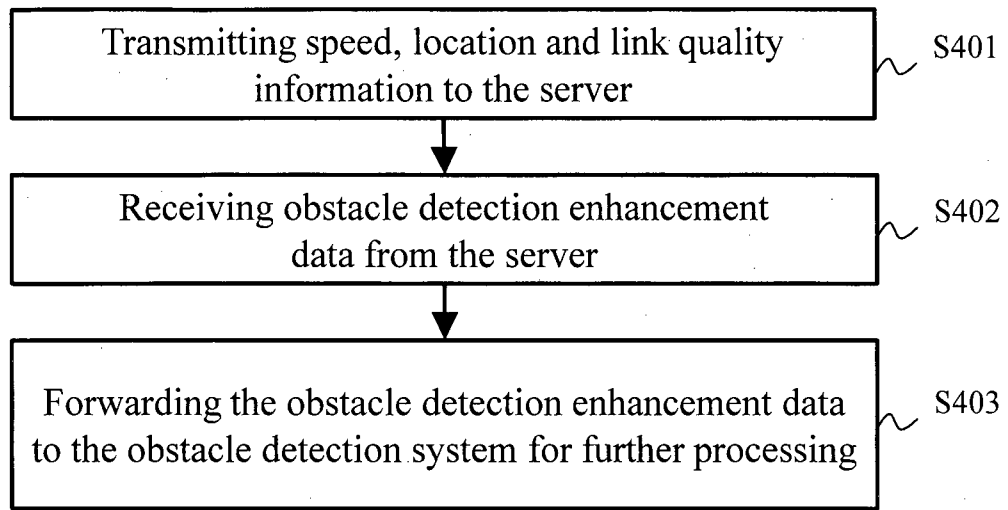 Transmitting speed, location and link quality
information to the server
S401
Receiving obstacle detection enhancement
data from the server
S402
Forwarding the obstacle detection enhancement data
to the obstacle detection system for further processing
S403